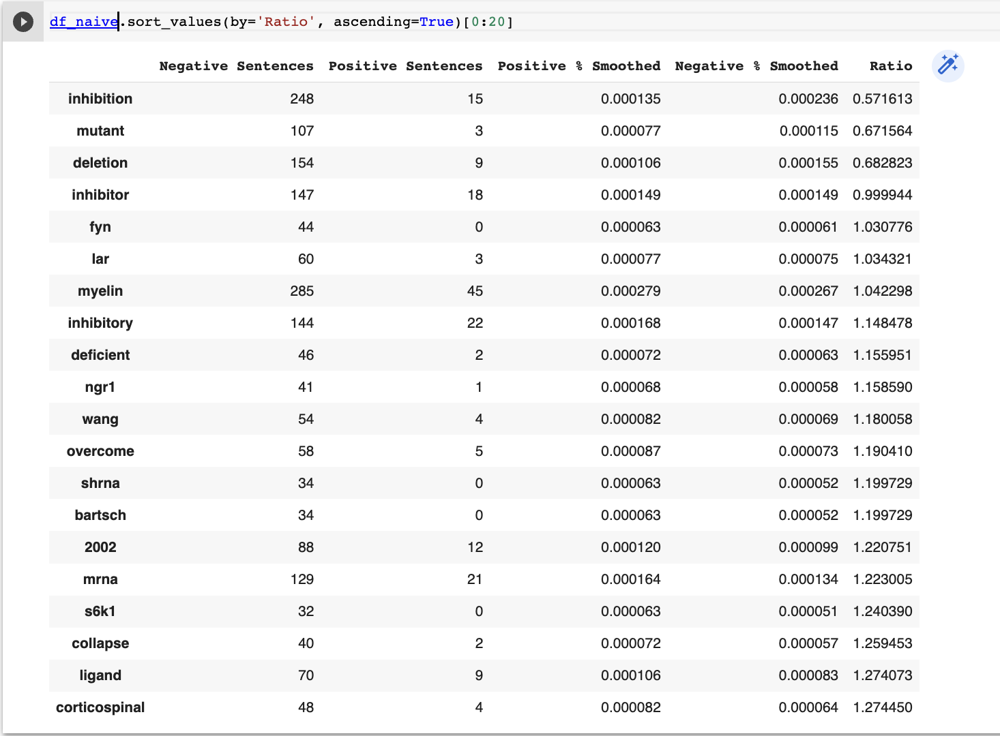 df_naive.sort_values(by='Ratio', ascending=True)[0:20]
Negative Sentences Positive Sentences Positive % Smoothed Negative % Smoothed Ratio
inhibition 248 15 0.000135 0.000236 0.571613
mutant 107 3 0.000077 0.000115 0.671564
deletion 154 9 0.000106 0.000155 0.682823
inhibitor 147 18 0.000149 0.000149 0.999944
fyn 44 0 0.000063 0.000061 1.030776
lar 60 3 0.000077 0.000075 1.034321
myelin 285 45 0.000279 0.000267 1.042298
inhibitory 144 22 0.000168 0.000147 1.148478
deficient 46 2 0.000072 0.000063 1.155951
ngr1 41 1 0.000068 0.000058 1.158590
wang 54 4 0.000082 0.000069 1.180058
overcome 58 5 0.000087 0.000073 1.190410
shrna 34 0 0.000063 0.000052 1.199729
bartsch 34 0 0.000063 0.000052 1.199729
2002 88 12 0.000120 0.000099 1.220751
mrna 129 21 0.000164 0.000134 1.223005
s6k1 32 0 0.000063 0.000051 1.240390
collapse 40 2 0.000072 0.000057 1.259453
ligand 70 9 0.000106 0.000083 1.274073
corticospinal 48 4 0.000082 0.000064 1.274450